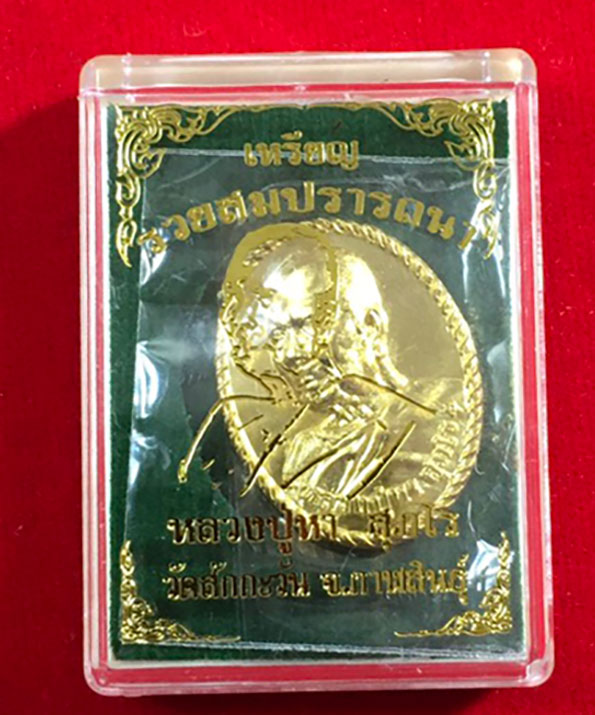 เหรียญ
รวยสมปรารถนา
หลวงปู่หา สุภโร
วัดสักกะวัน จ.กาฬสินธุ์